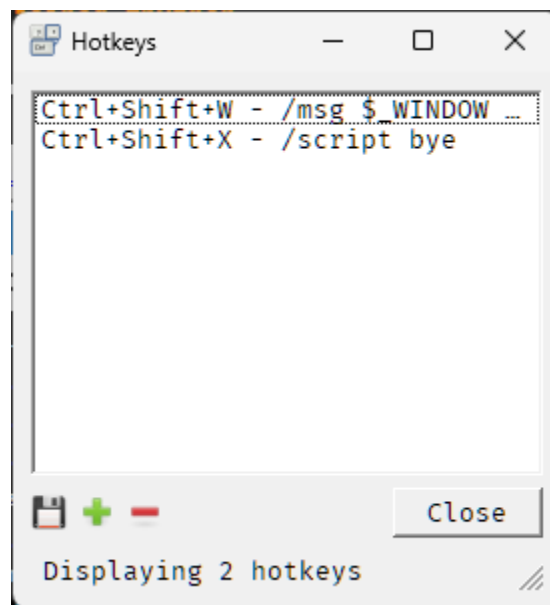 Hotkeys
Ctrl+Shift+W - /msg $_WINDOW …
Ctrl+Shift+X - /script bye
Close
Displaying 2 hotkeys